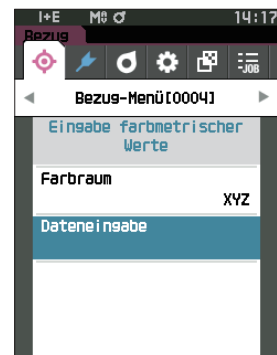 I+E M0 ♂ 14:17
Bezug
-JOB
◀ Bezug-Menü[0004] ▶
Eingabe farbmetrischer
Werte
Farbraum
XYZ
Dateneingabe